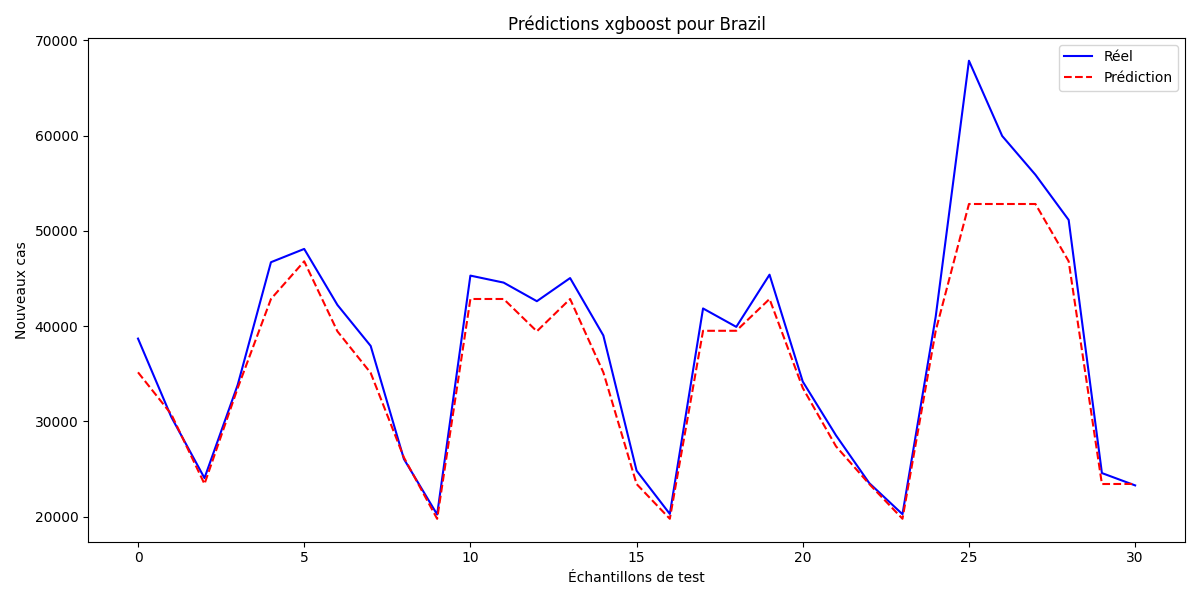 Prédictions xgboost pour Brazil
Réel
Prédiction
Nouveaux cas
70000
60000
50000
40000
30000
20000
0 5 10 15 20 25 30
Échantillons de test